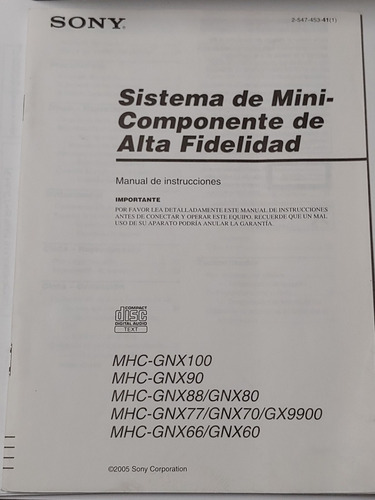 SONY
2-547-453-41(1)
Sistema de Mini-
Componente de
Alta Fidelidad
Manual de instrucciones
IMPORTANTE
POR FAVOR LEA DETALLADAMENTE ESTE MANUAL DE INSTRUCCIONES
ANTES DE CONECTAR Y OPERAR ESTE EQUIPO. RECUERDE QUE UN MAL
USO DE SU APARATO PODRÍA ANULAR LA GARANTÍA.
COMPACT
disc
DIGITAL AUDIO
TEXT
MHC-GNX100
MHC-GNX90
MHC-GNX88/GNX80
MHC-GNX77/GNX70/GX9900
MHC-GNX66/GNX60
©2005 Sony Corporation